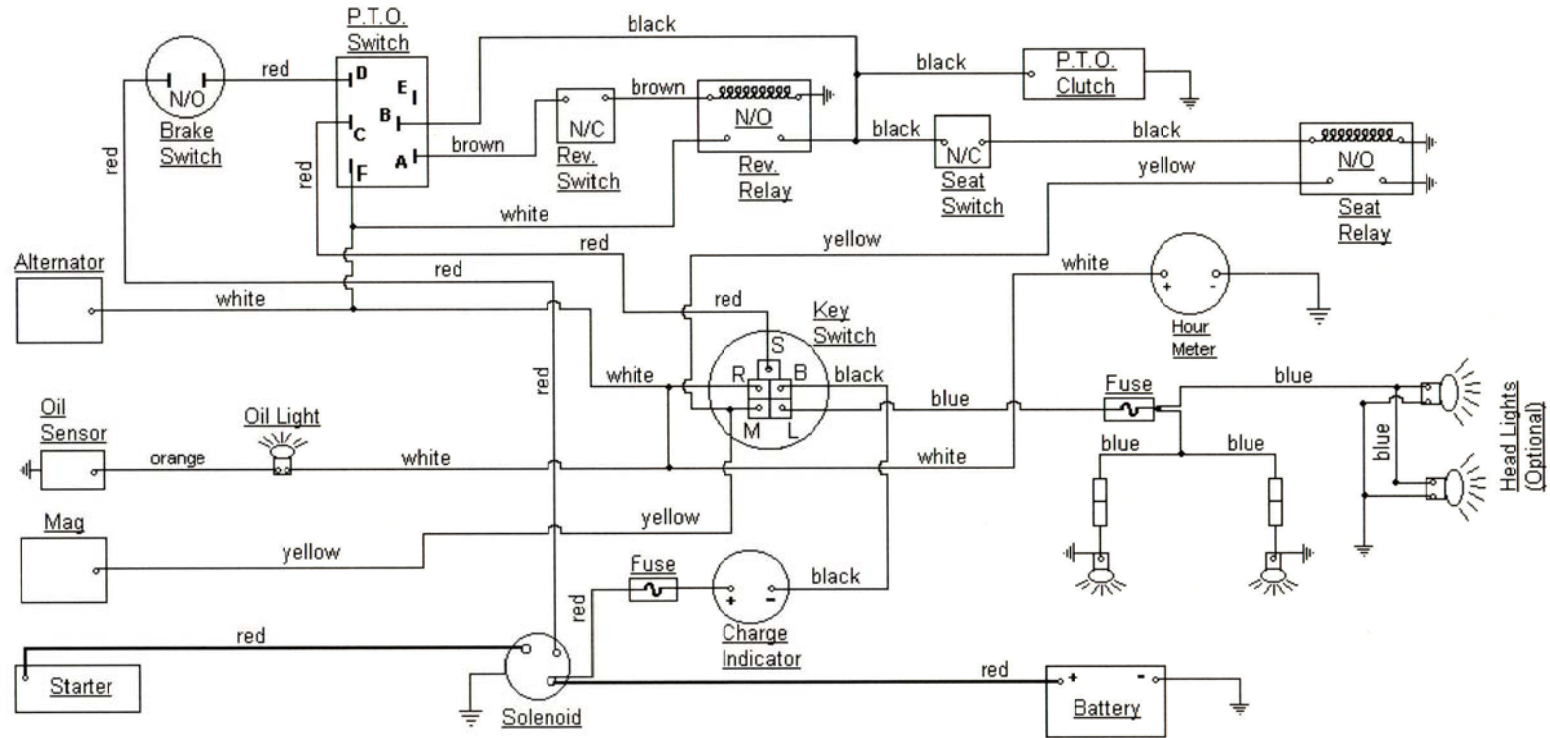 P.T.O.
Switch
black
red
D
E
B
C
A
F
N/O
Brake
Switch
brown
N/C
Rev.
Switch
brown
N/O
Rev.
Relay
black
P.T.O.
Clutch
black
N/C
Seat
Switch
black
yellow
N/O
Seat
Relay
red
red
white
red
yellow
white
Alternator
red
white
red
Key
Switch
+
-
Hour
Meter
S
R
B
M
L
white
black
red
blue
Fuse
blue
Head Lights
(Optional)
blue
blue
blue
Oil
Sensor
Oil Light
orange
white
white
Mag
yellow
yellow
Fuse
red
+
-
black
Charge
Indicator
red
Starter
Solenoid
red
+
-
Battery